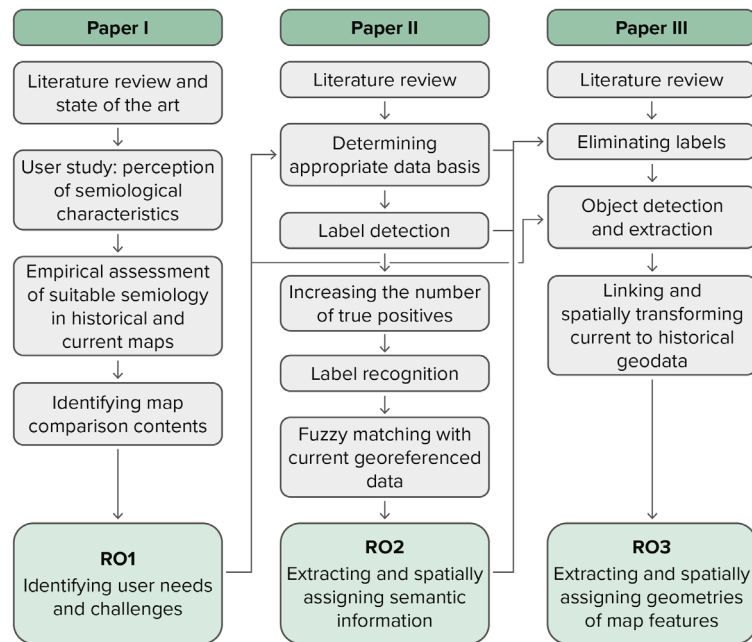 Paper I
Literature review and
state of the art
User study: perception
of semiological
characteristics
Empirical assessment
of suitable semiology
in historical and
current maps
Identifying map
comparison contents
RO1
Identifying user needs
and challenges
Paper II
Literature review
Determining
appropriate data basis
Label detection
Increasing the number
of true positives
Label recognition
Fuzzy matching with
current georeferenced
data
RO2
Extracting and spatially
assigning semantic
information
Paper III
Literature review
Eliminating labels
Object detection
and extraction
Linking and
spatially transforming
current to historical
geodata
RO3
Extracting and spatially
assigning geometries
of map features